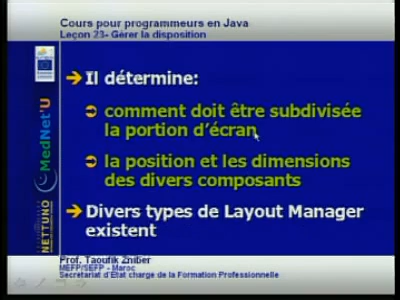 Cours pour programmeurs en Java
Leçon 23- Gérer la disposition
Il détermine:
comment doit être subdivisée
la portion d'écran
la position et les dimensions
des divers composants
Divers types de Layout Manager
existent
MedNet'U
NETTUNO
Prof. Taoufik Zniber
MEFP/SEFP - Maroc
Secrétariat d'Etat chargé de la Formation Professionnelle